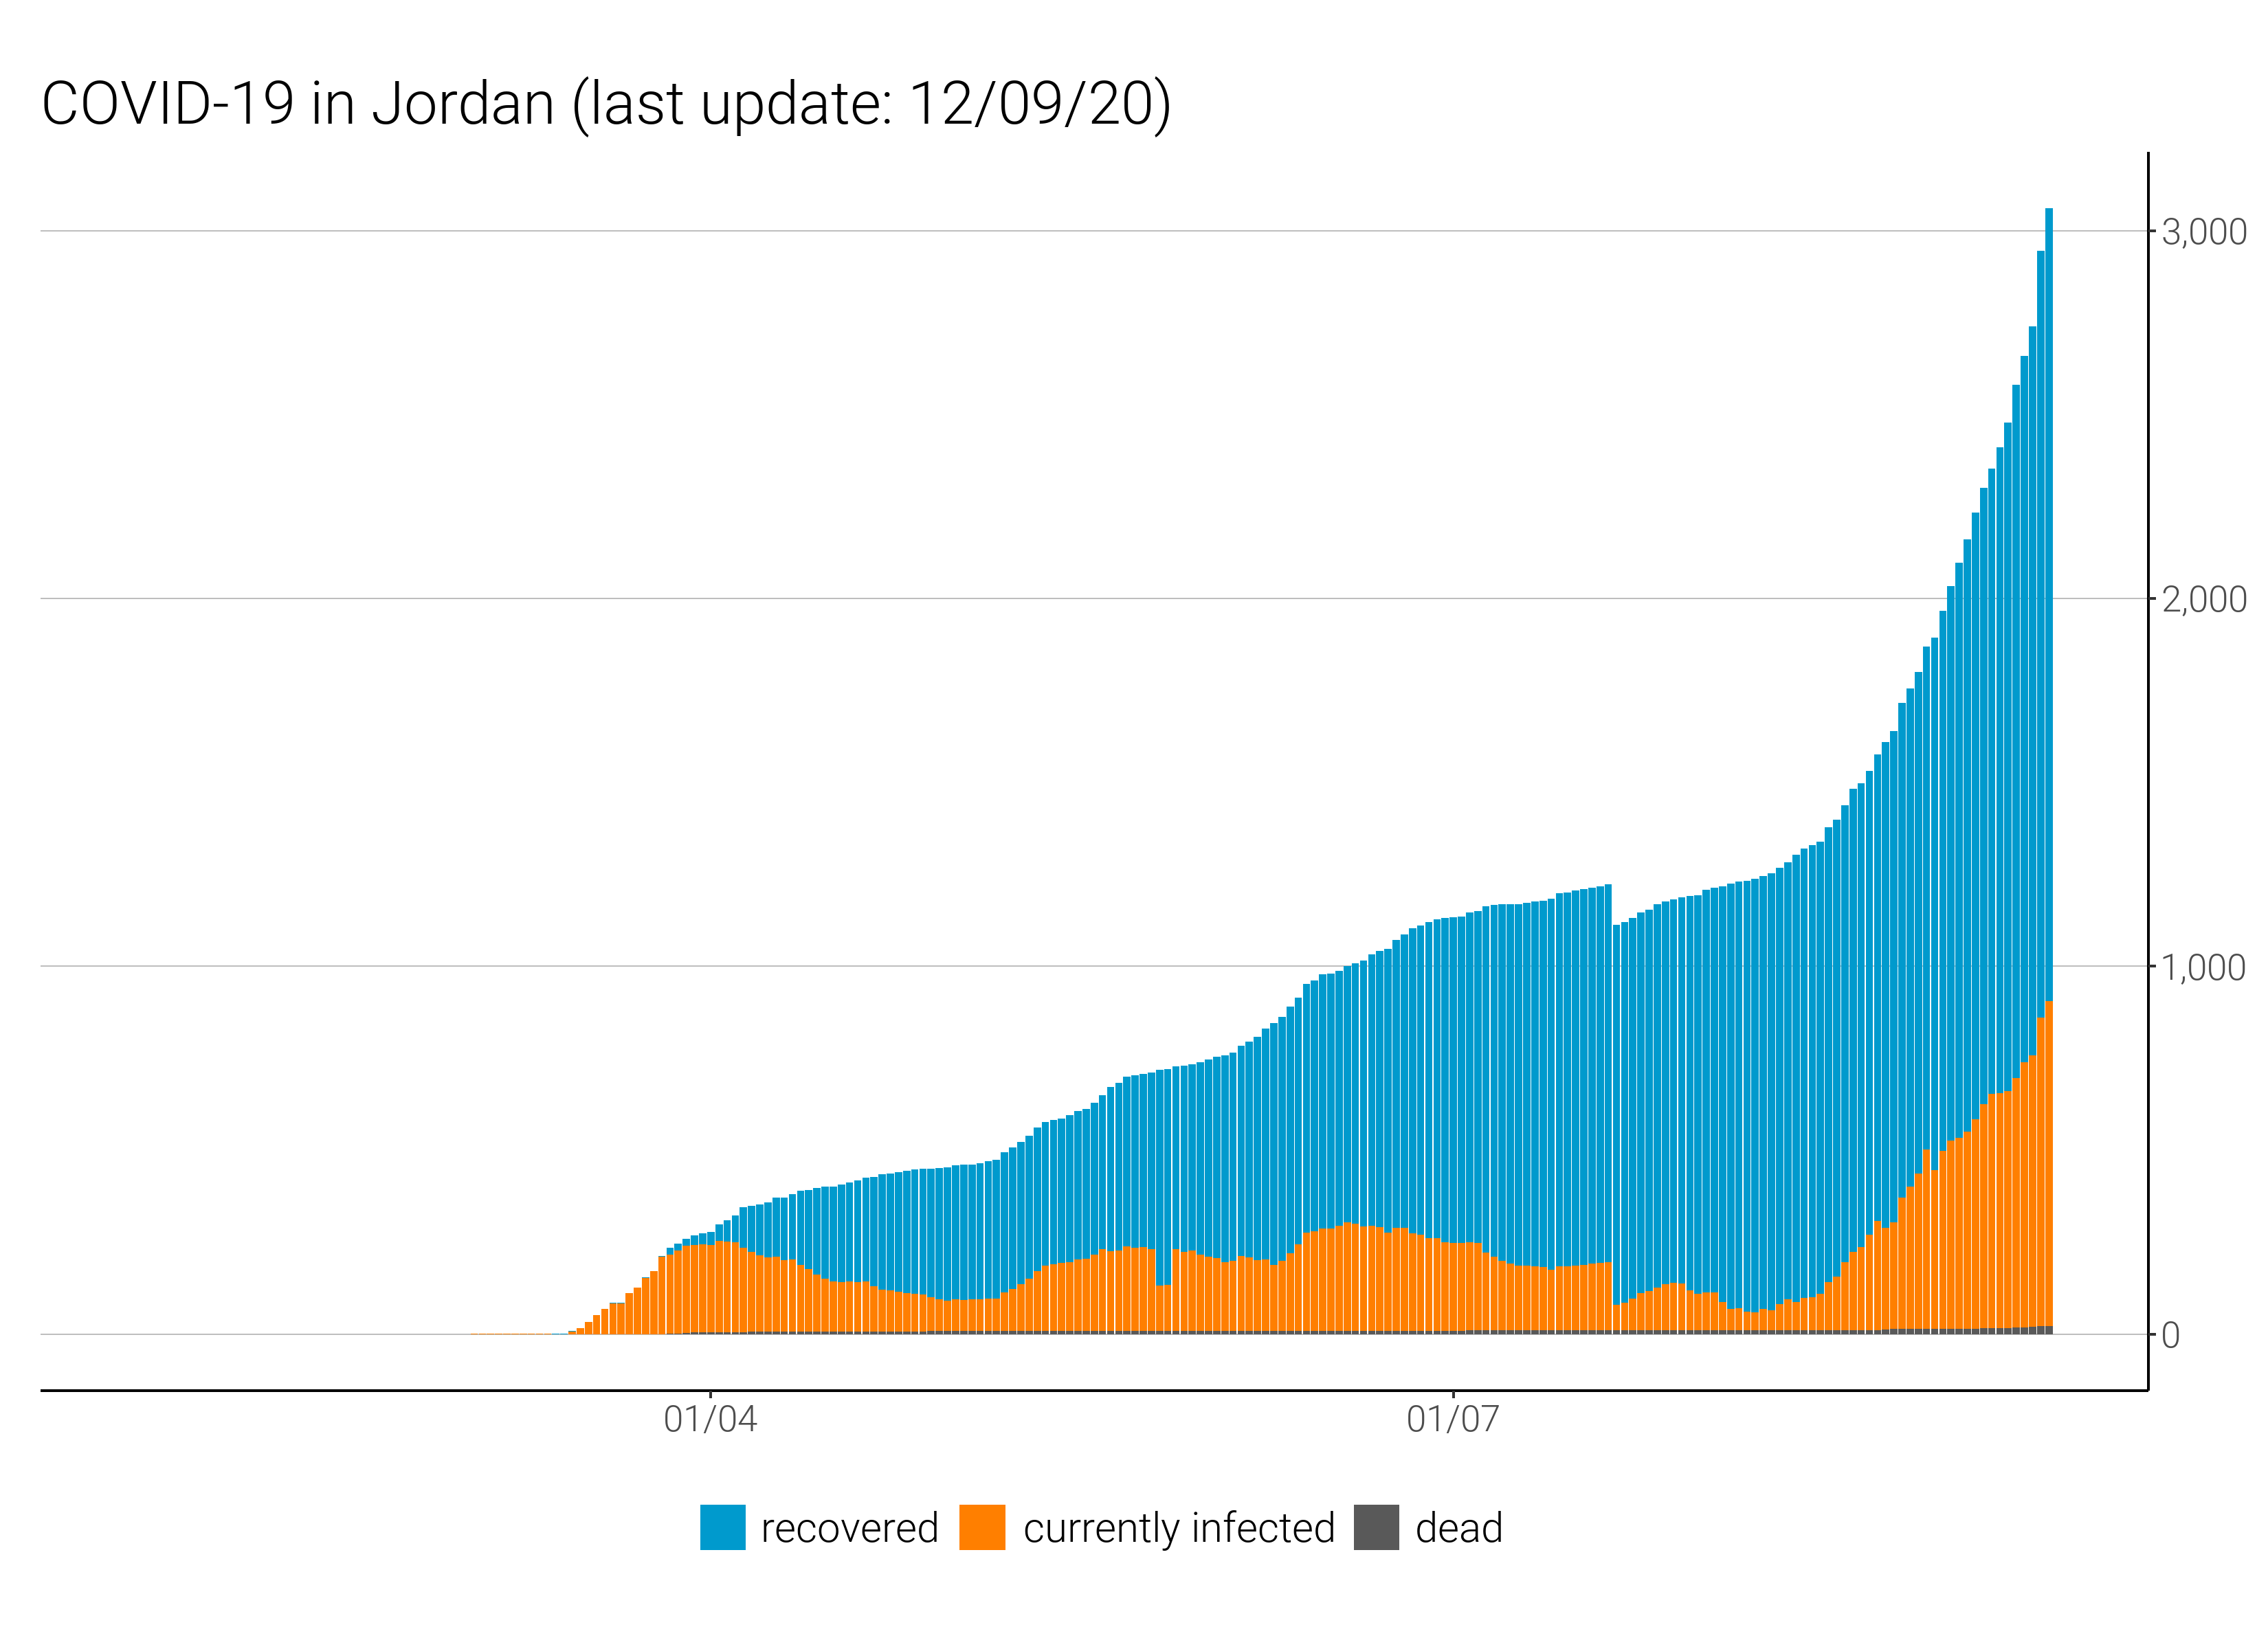 COVID-19 in Jordan (last update: 12/09/20)
3,000
2,000
1,000
0
01/04 01/07
recovered currently infected dead